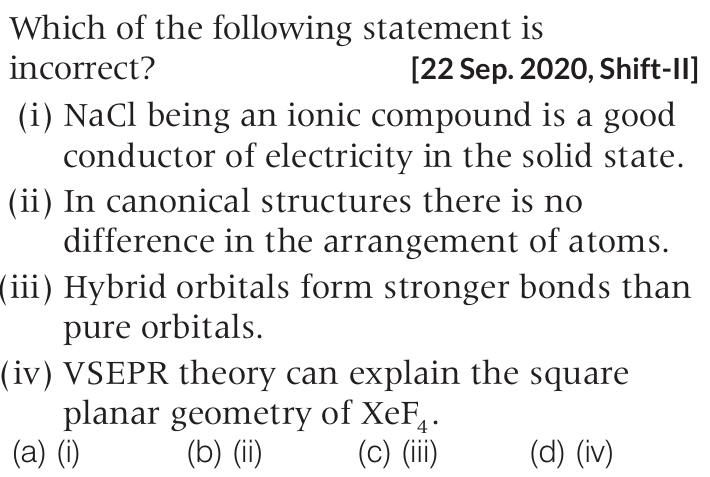 Which of the following statement is
incorrect? [22 Sep. 2020, Shift-II]
(i) NaCl being an ionic compound is a good
conductor of electricity in the solid state.
(ii) In canonical structures there is no
difference in the arrangement of atoms.
(iii) Hybrid orbitals form stronger bonds than
pure orbitals.
(iv) VSEPR theory can explain the square
planar geometry of XeF₄.
(a) (i) (b) (ii) (c) (iii) (d) (iv)